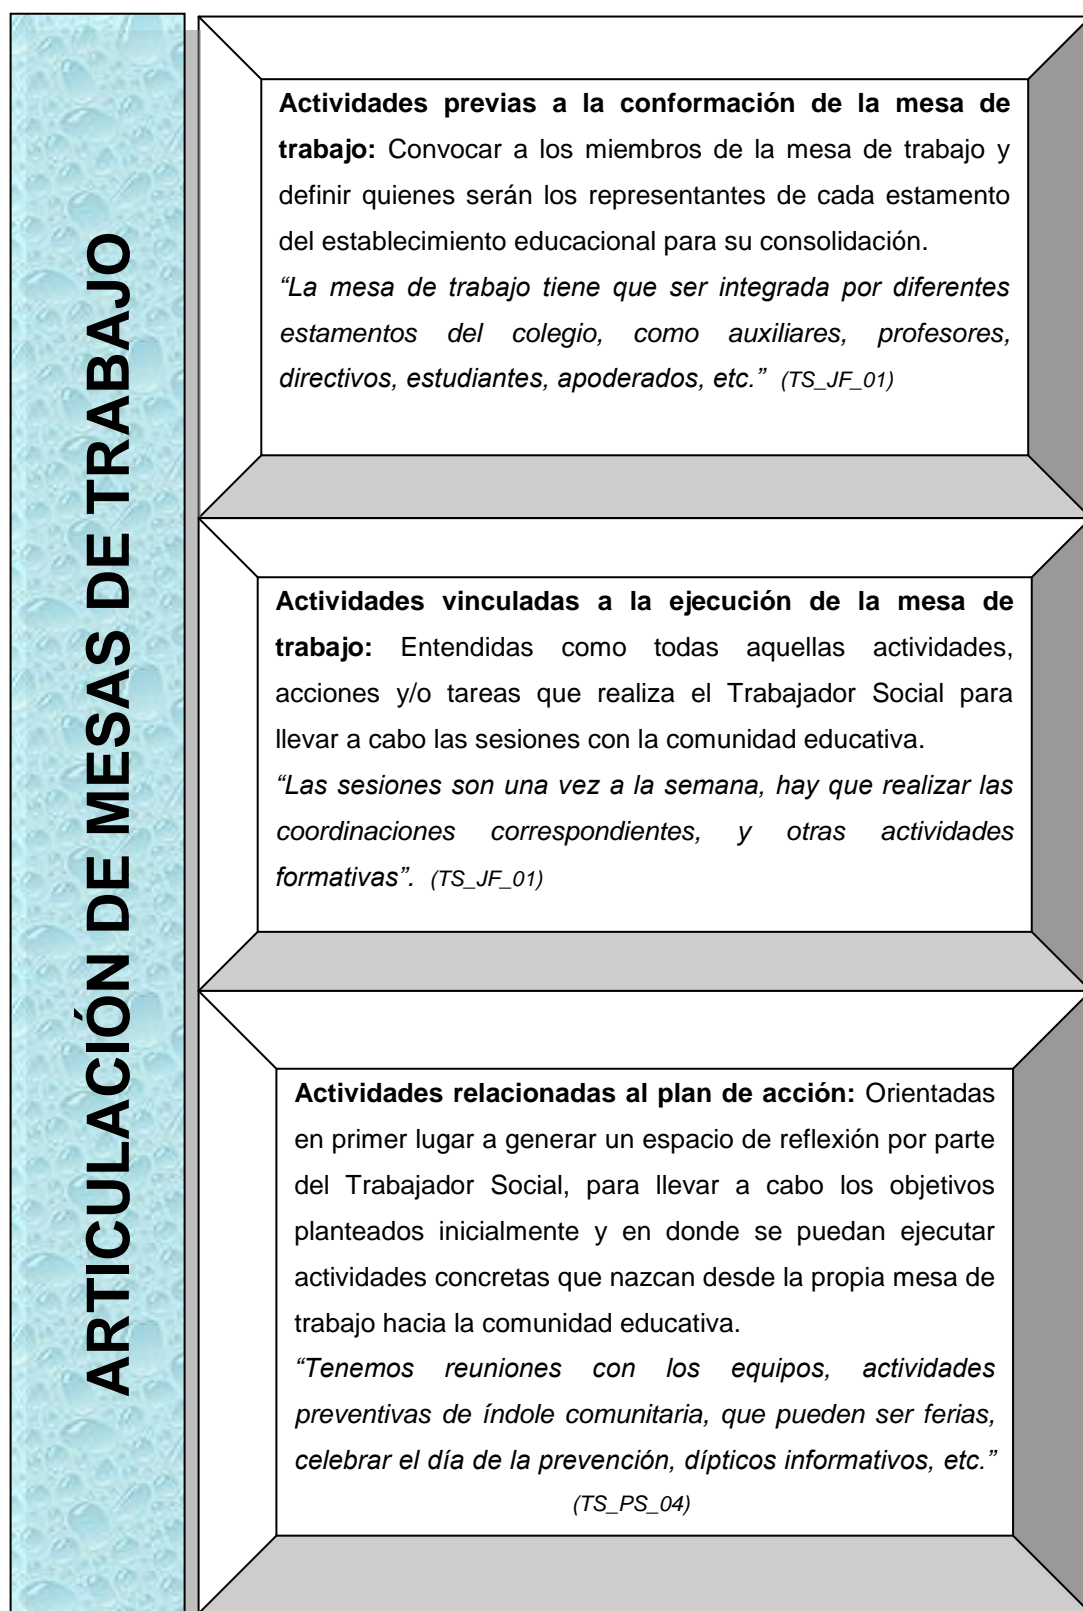 ARTICULACIÓN DE MESAS DE TRABAJO
Actividades previas a la conformación de la mesa de
trabajo: Convocar a los miembros de la mesa de trabajo y
definir quienes serán los representantes de cada estamento
del establecimiento educacional para su consolidación.
“La mesa de trabajo tiene que ser integrada por diferentes
estamentos del colegio, como auxiliares, profesores,
directivos, estudiantes, apoderados, etc.” (TS_JF_01)
Actividades vinculadas a la ejecución de la mesa de
trabajo: Entendidas como todas aquellas actividades,
acciones y/o tareas que realiza el Trabajador Social para
llevar a cabo las sesiones con la comunidad educativa.
“Las sesiones son una vez a la semana, hay que realizar las
coordinaciones correspondientes, y otras actividades
formativas”. (TS_JF_01)
Actividades relacionadas al plan de acción: Orientadas
en primer lugar a generar un espacio de reflexión por parte
del Trabajador Social, para llevar a cabo los objetivos
planteados inicialmente y en donde se puedan ejecutar
actividades concretas que nazcan desde la propia mesa de
trabajo hacia la comunidad educativa.
“Tenemos reuniones con los equipos, actividades
preventivas de índole comunitaria, que pueden ser ferias,
celebrar el día de la prevención, dípticos informativos, etc.”
(TS_PS_04)